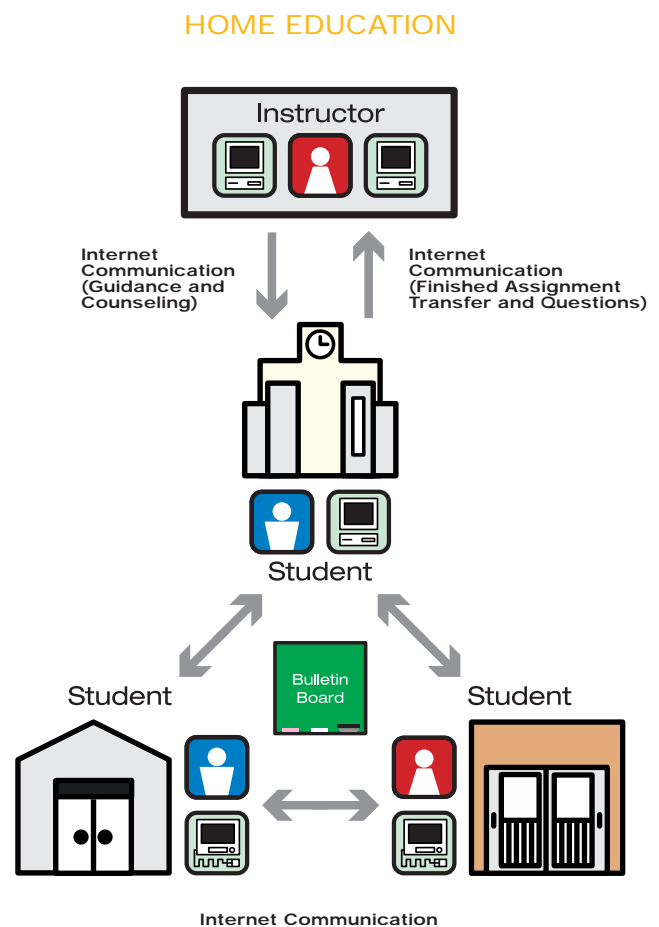 HOME EDUCATION
Instructor
Internet
Communication
(Guidance and
Counseling)
Internet
Communication
(Finished Assignment
Transfer and Questions)
Student
Bulletin
Board
Student
Student
Internet Communication